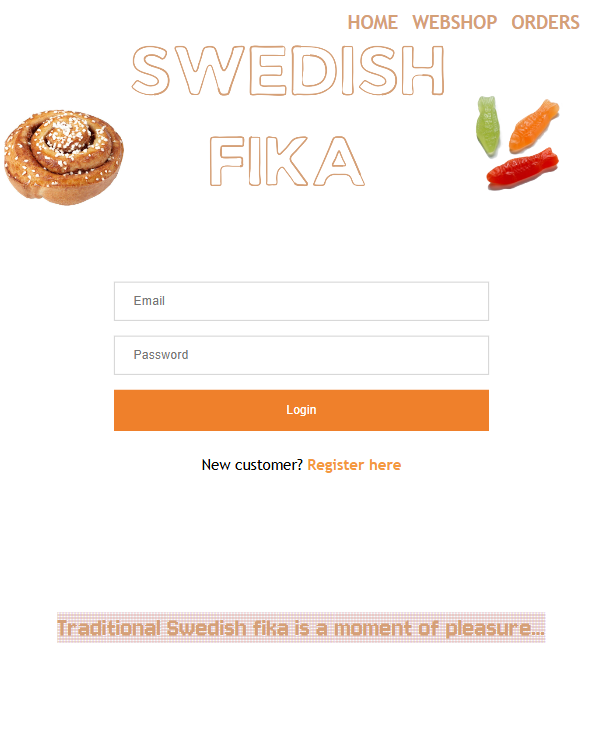 HOME WEBSHOP ORDERS
SWEDISH
FIKA
Email
Password
Login
New customer? Register here
Traditional Swedish fika is a moment of pleasure...